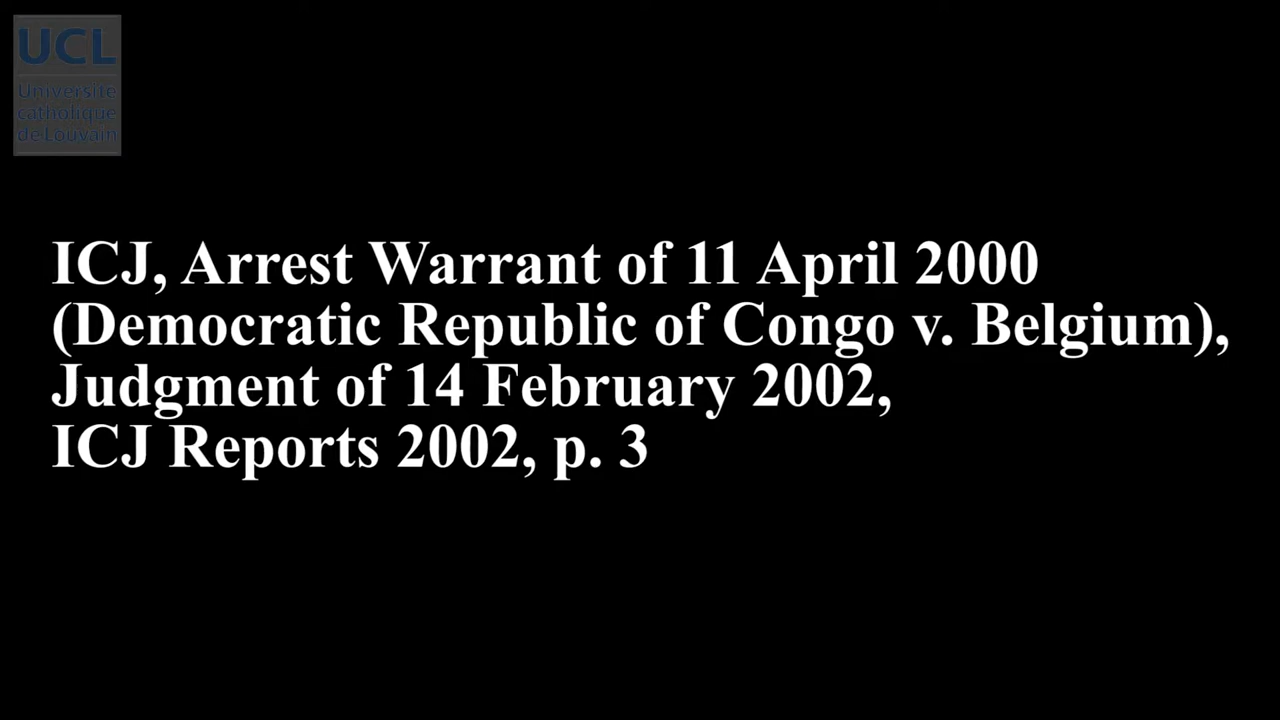 UCL
Université
catholique
de Louvain
ICJ, Arrest Warrant of 11 April 2000
(Democratic Republic of Congo v. Belgium),
Judgment of 14 February 2002,
ICJ Reports 2002, p. 3